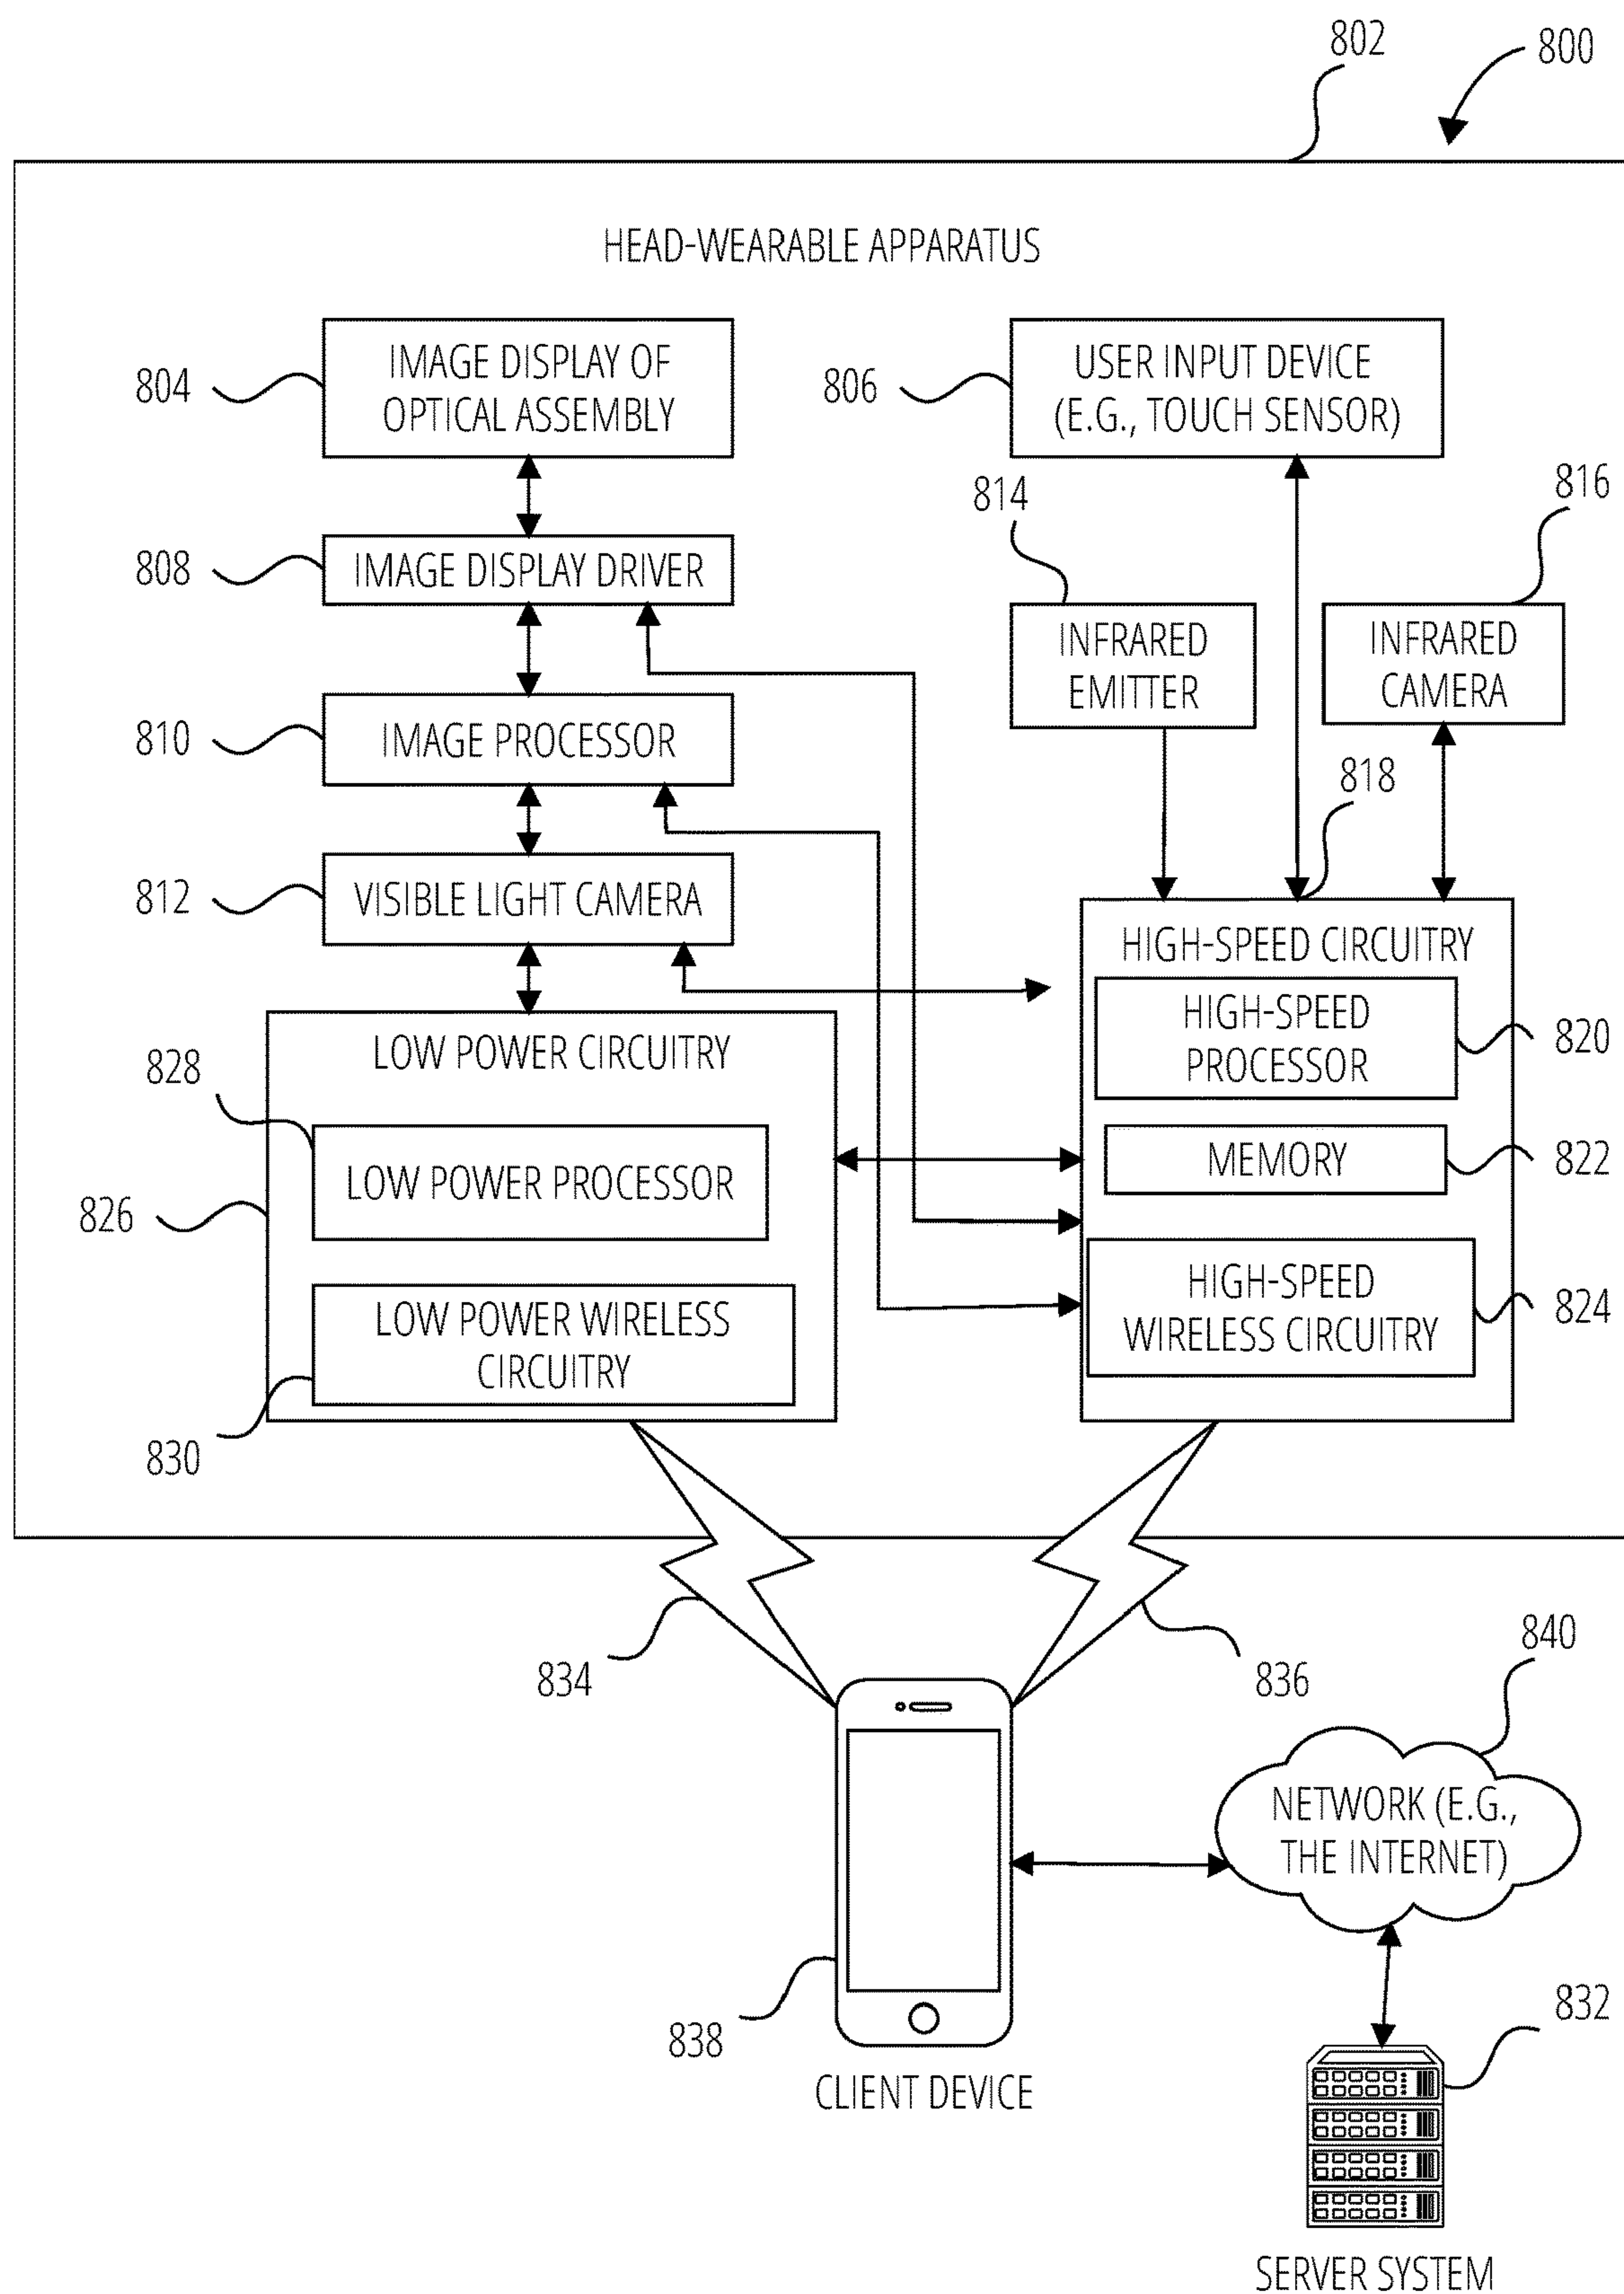 802
800
HEAD-WEARABLE APPARATUS
804
IMAGE DISPLAY OF
OPTICAL ASSEMBLY
806
USER INPUT DEVICE
(E.G., TOUCH SENSOR)
814
816
808
IMAGE DISPLAY DRIVER
INFRARED
EMITTER
INFRARED
CAMERA
810
IMAGE PROCESSOR
818
812
VISIBLE LIGHT CAMERA
HIGH-SPEED CIRCUITRY
HIGH-SPEED
PROCESSOR
820
LOW POWER CIRCUITRY
828
LOW POWER PROCESSOR
MEMORY
822
826
HIGH-SPEED
WIRELESS CIRCUITRY
824
LOW POWER WIRELESS
CIRCUITRY
830
834
836
840
NETWORK (E.G.,
THE INTERNET)
838
CLIENT DEVICE
832
SERVER SYSTEM